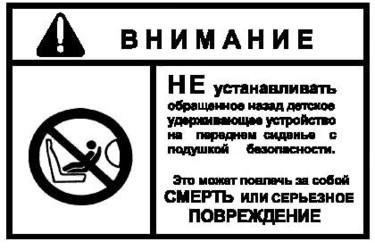 ВНИМАНИЕ
НЕ устанавливать
обращенное назад детское
удерживающее устройство
на переднем сиденье с
подушкой безопасности.
Это может повлечь за собой
СМЕРТЬ ИЛИ СЕРЬЕЗНОЕ
ПОВРЕЖДЕНИЕ